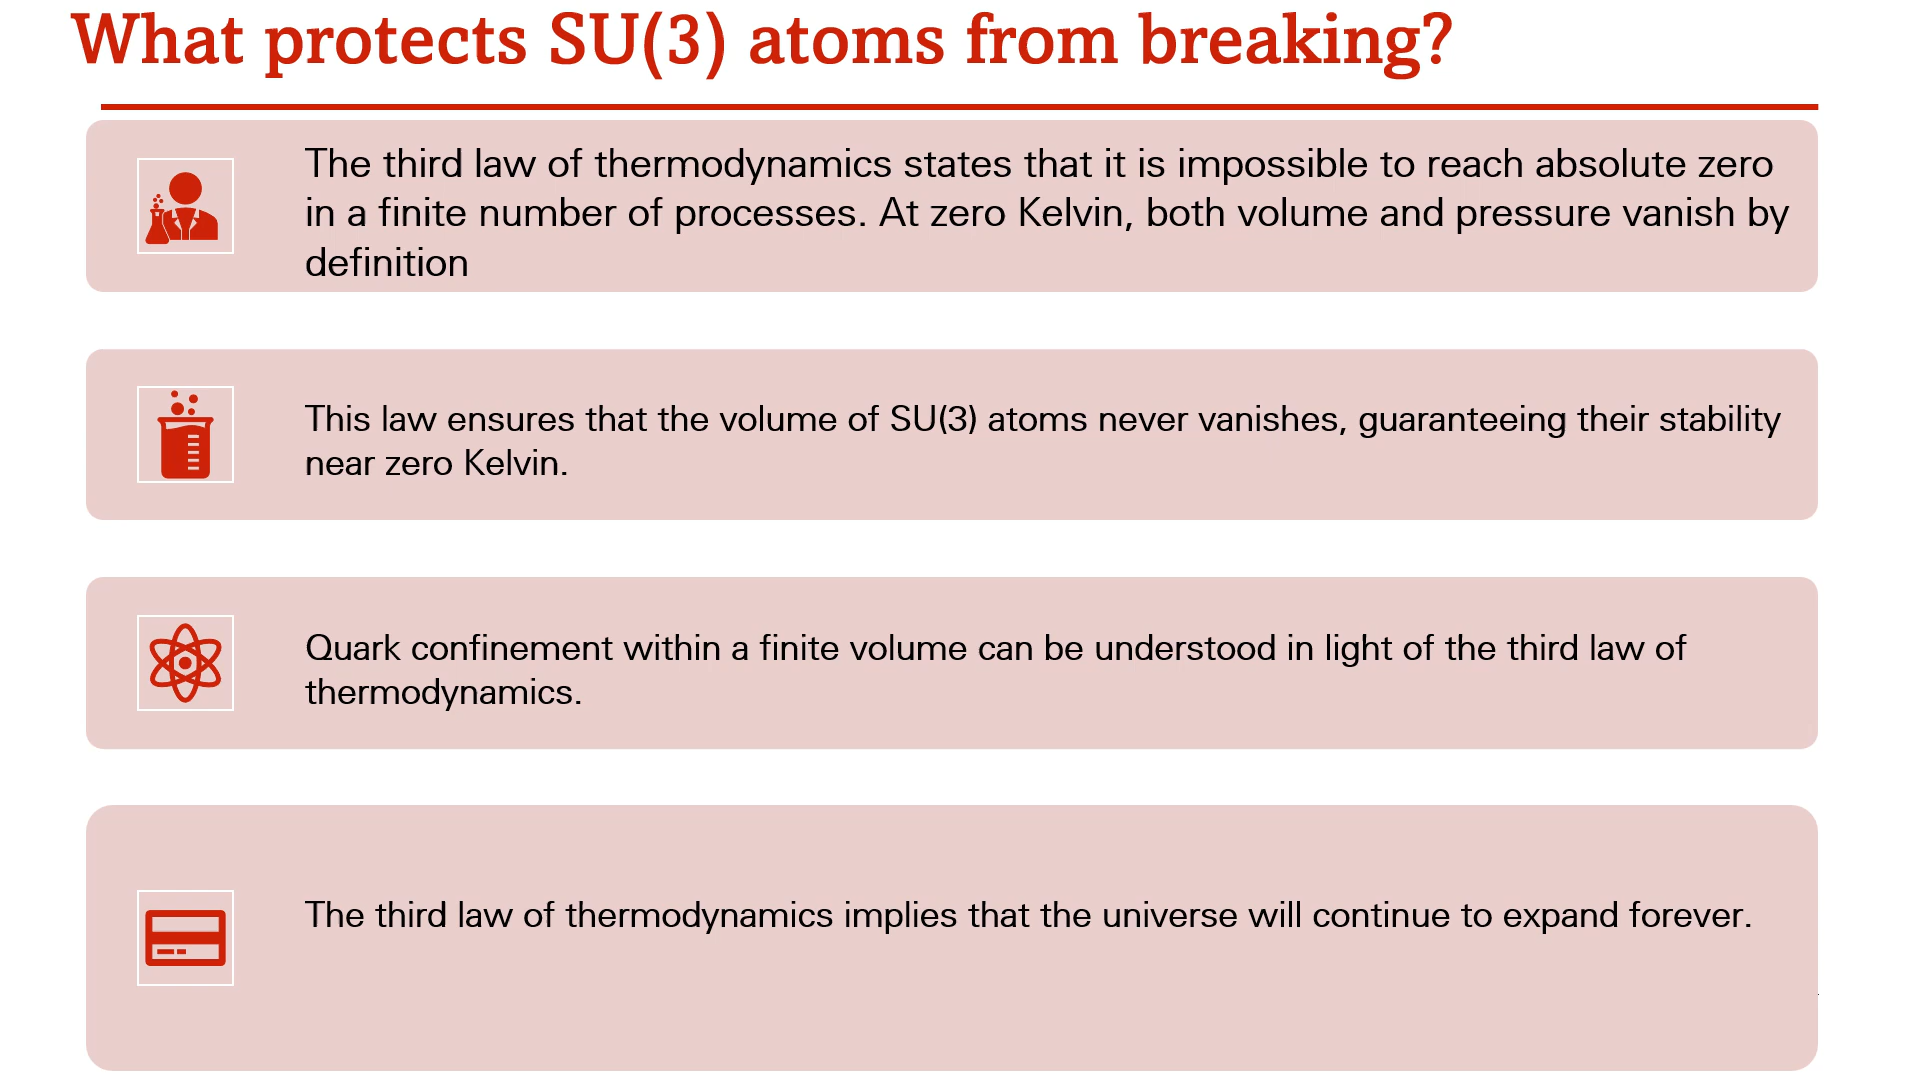 What protects SU(3) atoms from breaking?
The third law of thermodynamics states that it is impossible to reach absolute zero
in a finite number of processes. At zero Kelvin, both volume and pressure vanish by
definition
This law ensures that the volume of SU(3) atoms never vanishes, guaranteeing their stability
near zero Kelvin.
Quark confinement within a finite volume can be understood in light of the third law of
thermodynamics.
The third law of thermodynamics implies that the universe will continue to expand forever.